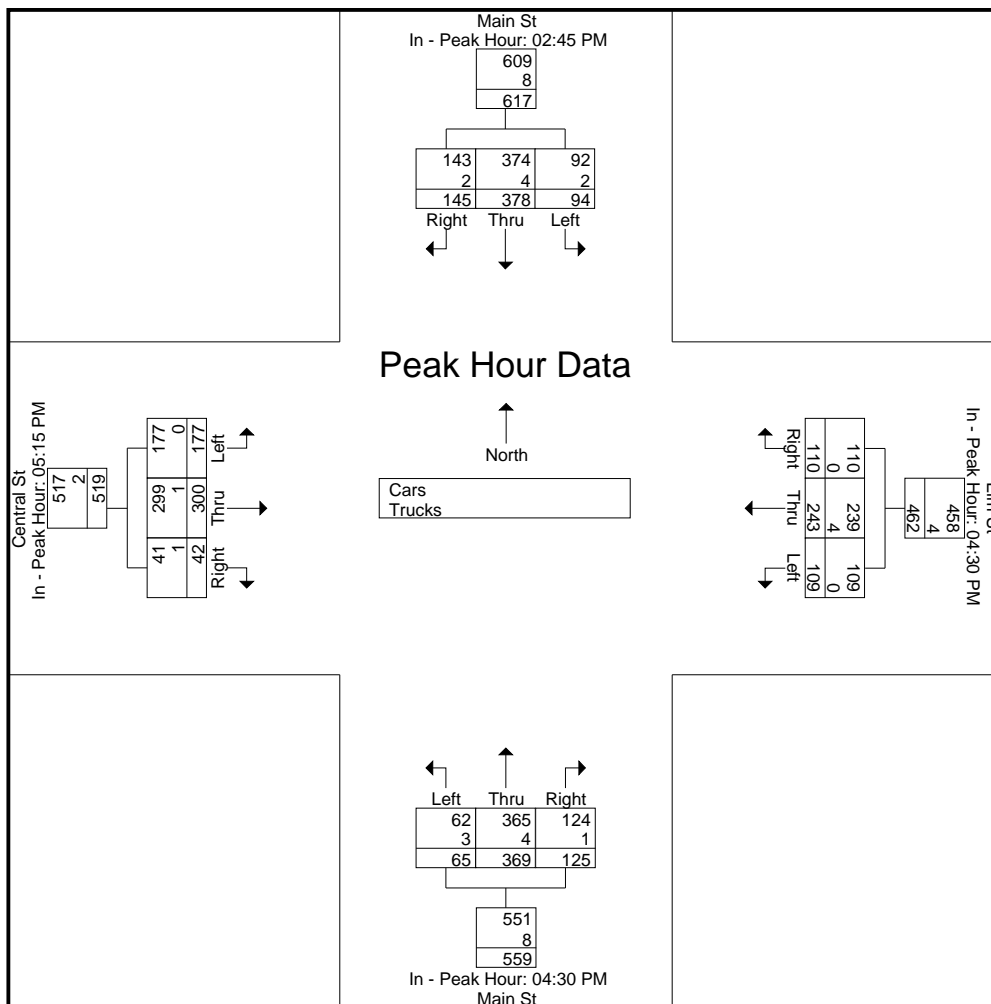 Main St
In - Peak Hour: 02:45 PM
609
8
617
143 374 92
2 4 2
145 378 94
Right Thru Left
Peak Hour Data
North
Cars
Trucks
Central St
In - Peak Hour: 05:15 PM
517
2
519
177 0 177
Left
299 1 300
Thru
41 1 42
Right
Right
110 0 110
Thru
243 4 239
Left
109 0 109
458
4
462
In - Peak Hour: 04:30 PM
Left Thru Right
62 365 124
3 4 1
65 369 125
551
8
559
In - Peak Hour: 04:30 PM
Main St